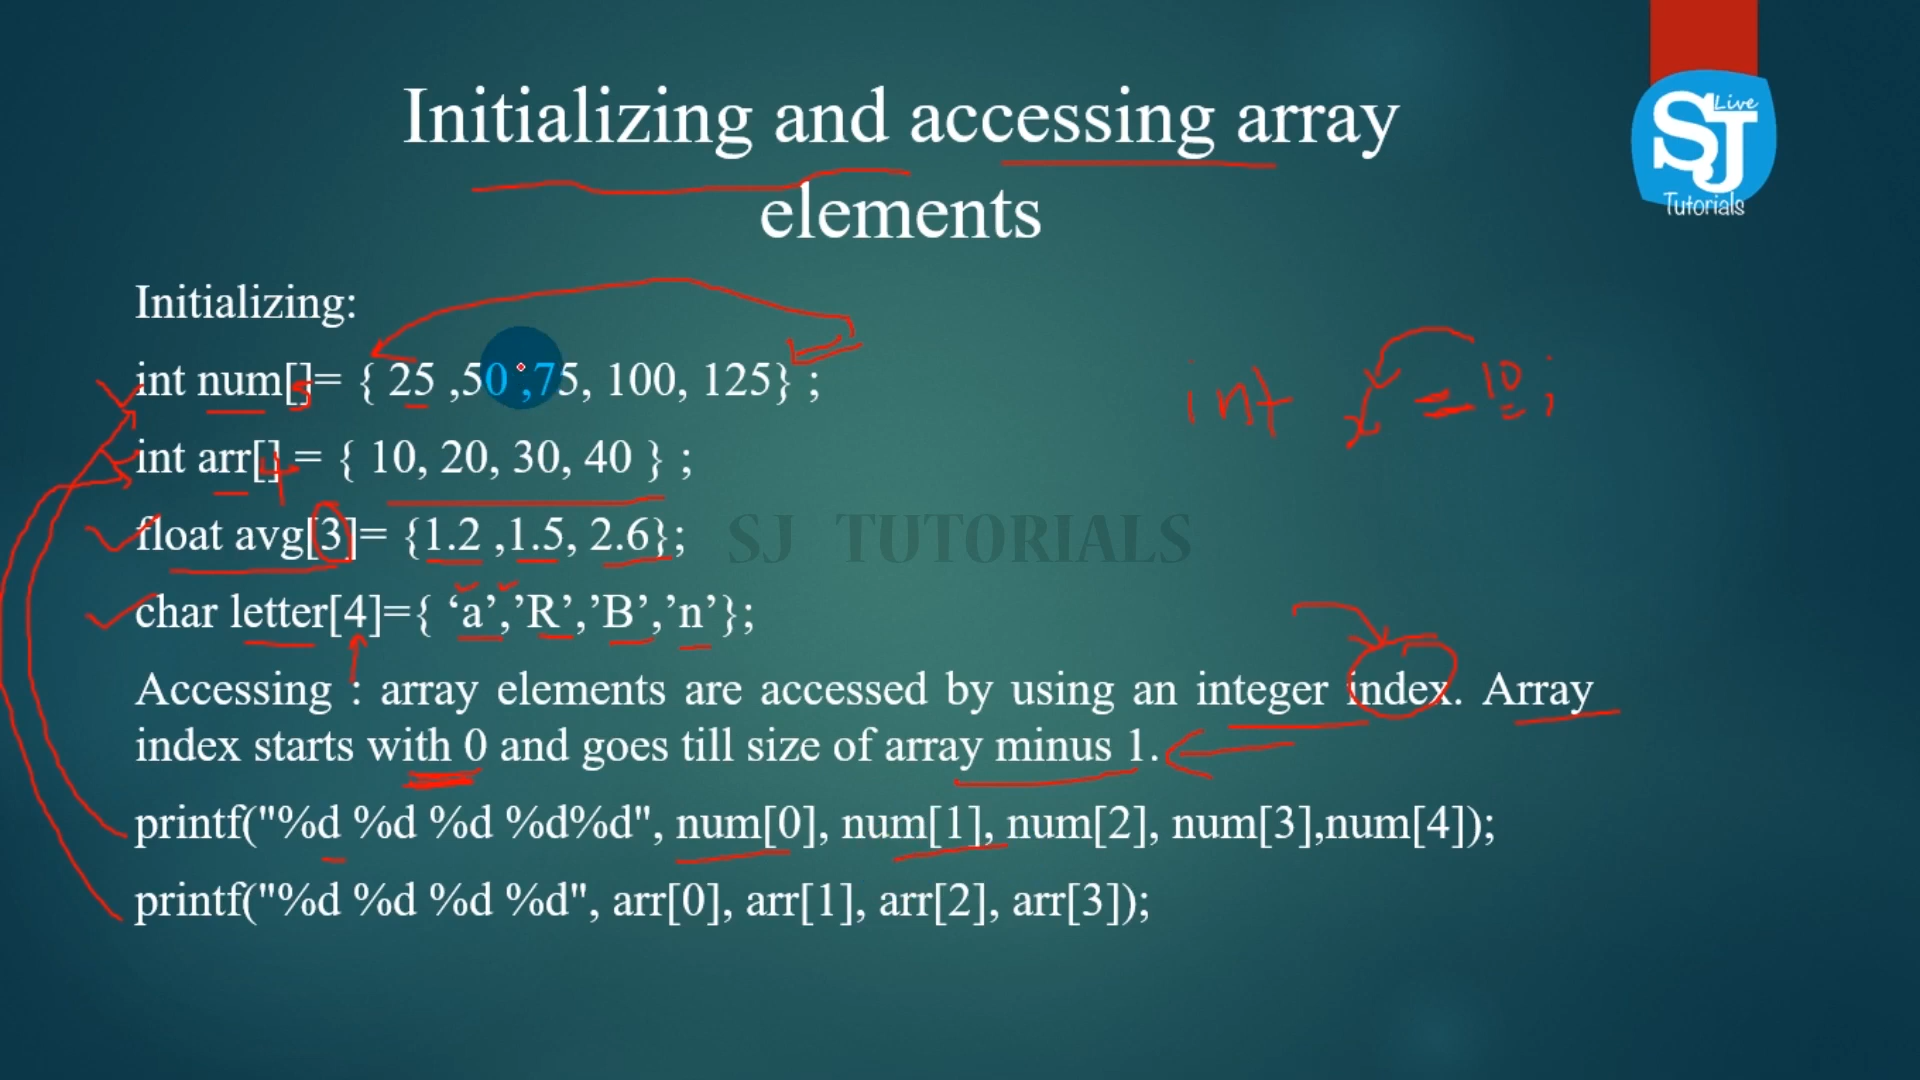 Live
SJ
Tutorials
Initializing and accessing array
elements
Initializing:
int num[5]= { 25 ,50 ,75, 100, 125} ;
int x = 10;
int arr[4] = { 10, 20, 30, 40 } ;
float avg[3]= {1.2 ,1.5, 2.6};
SJ TUTORIALS
char letter[4]={ ‘a’,’R’,’B’,’n’};
Accessing : array elements are accessed by using an integer index. Array
index starts with 0 and goes till size of array minus 1.
printf("%d %d %d %d%d", num[0], num[1], num[2], num[3],num[4]);
printf("%d %d %d %d", arr[0], arr[1], arr[2], arr[3]);